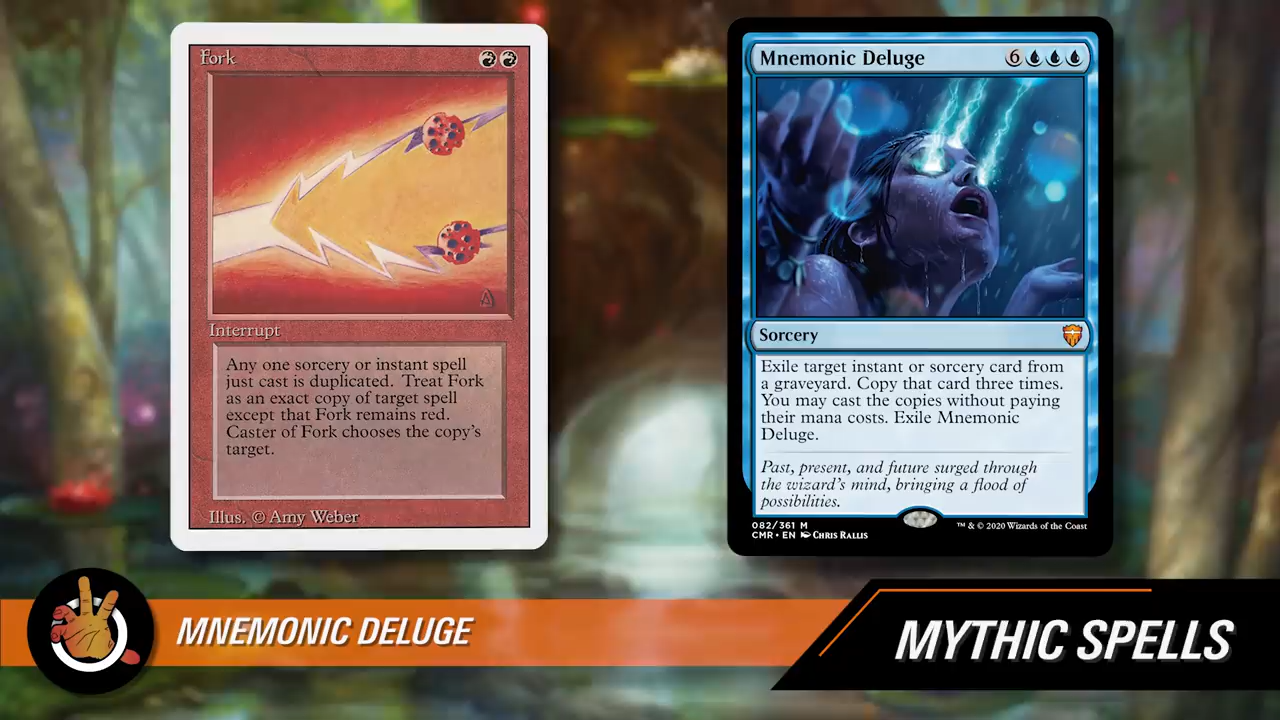 Fork
Interrupt
Any one sorcery or instant spell
just cast is duplicated. Treat Fork
as an exact copy of target spell
except that Fork remains red.
Caster of Fork chooses the copy's
target.
Illus. © Amy Weber
Mnemonic Deluge
6
Sorcery
Exile target instant or sorcery card from
a graveyard. Copy that card three times.
You may cast the copies without paying
their mana costs. Exile Mnemonic
Deluge.
Past, present, and future surged through
the wizard's mind, bringing a flood of
possibilities.
082/361 M
CMR • EN Chris Rallis
™ & © 2020 Wizards of the Coast
MNEMONIC DELUGE
MYTHIC SPELLS